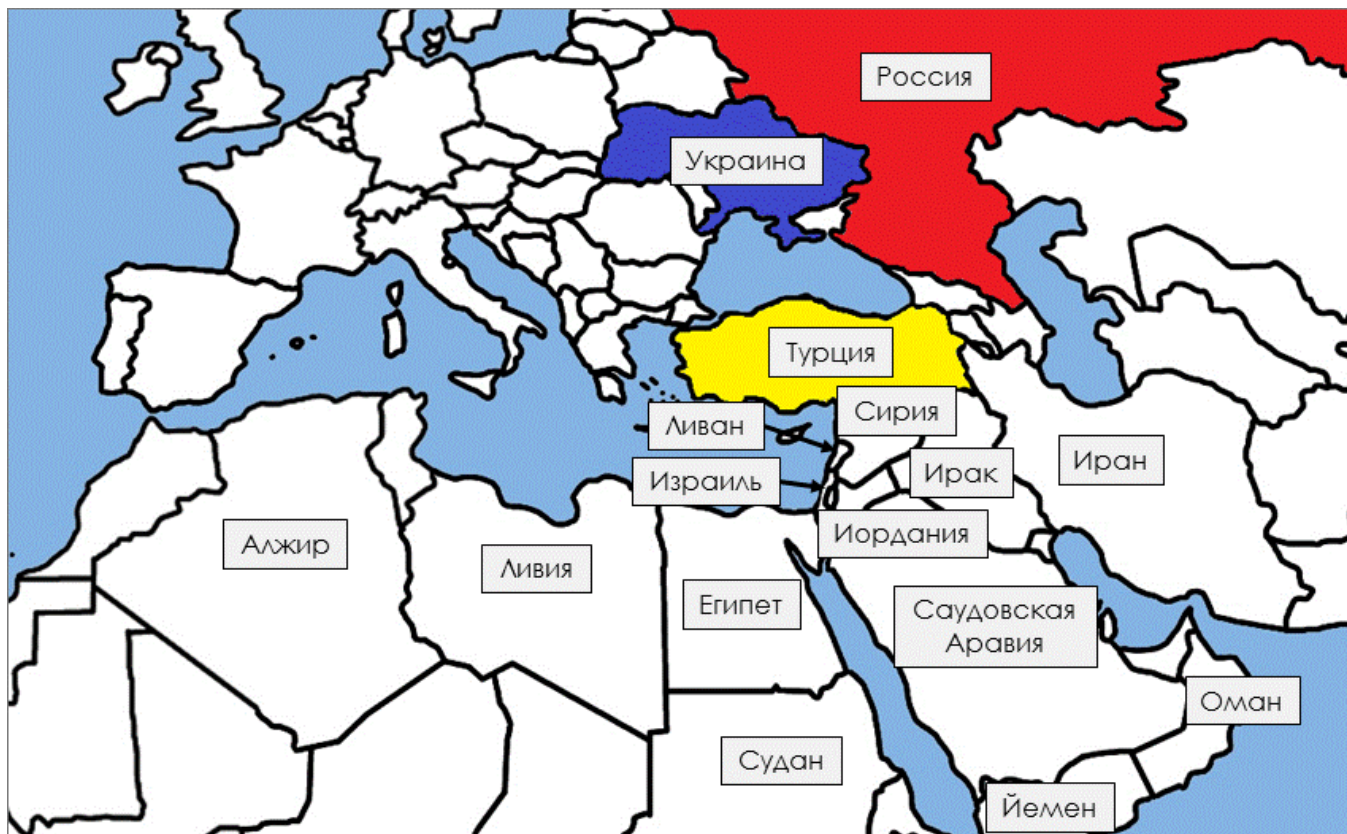 Россия
Украина
Турция
Сирия
Ливан
Иран
Ирак
Израиль
Иордания
Алжир
Ливия
Египет
Саудовская
Аравия
Оман
Судан
Йемен